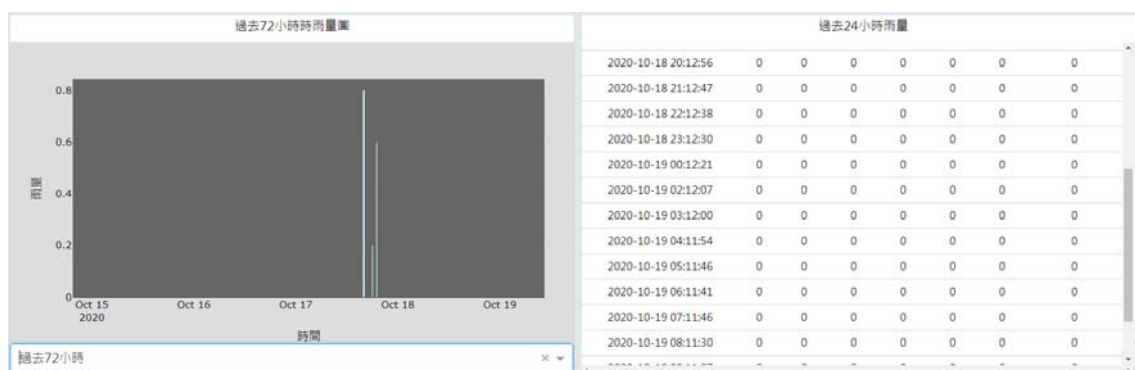 過去72小時時雨量圖
0.8
0.6
0.4
0.2
0
雨量
Oct 15
2020
Oct 16
Oct 17
Oct 18
Oct 19
時間
過去72小時
過去24小時雨量
2020-10-18 20:12:56 0 0 0 0 0 0 0
2020-10-18 21:12:47 0 0 0 0 0 0 0
2020-10-18 22:12:38 0 0 0 0 0 0 0
2020-10-18 23:12:30 0 0 0 0 0 0 0
2020-10-19 00:12:21 0 0 0 0 0 0 0
2020-10-19 02:12:07 0 0 0 0 0 0 0
2020-10-19 03:12:00 0 0 0 0 0 0 0
2020-10-19 04:11:54 0 0 0 0 0 0 0
2020-10-19 05:11:46 0 0 0 0 0 0 0
2020-10-19 06:11:41 0 0 0 0 0 0 0
2020-10-19 07:11:46 0 0 0 0 0 0 0
2020-10-19 08:11:30 0 0 0 0 0 0 0